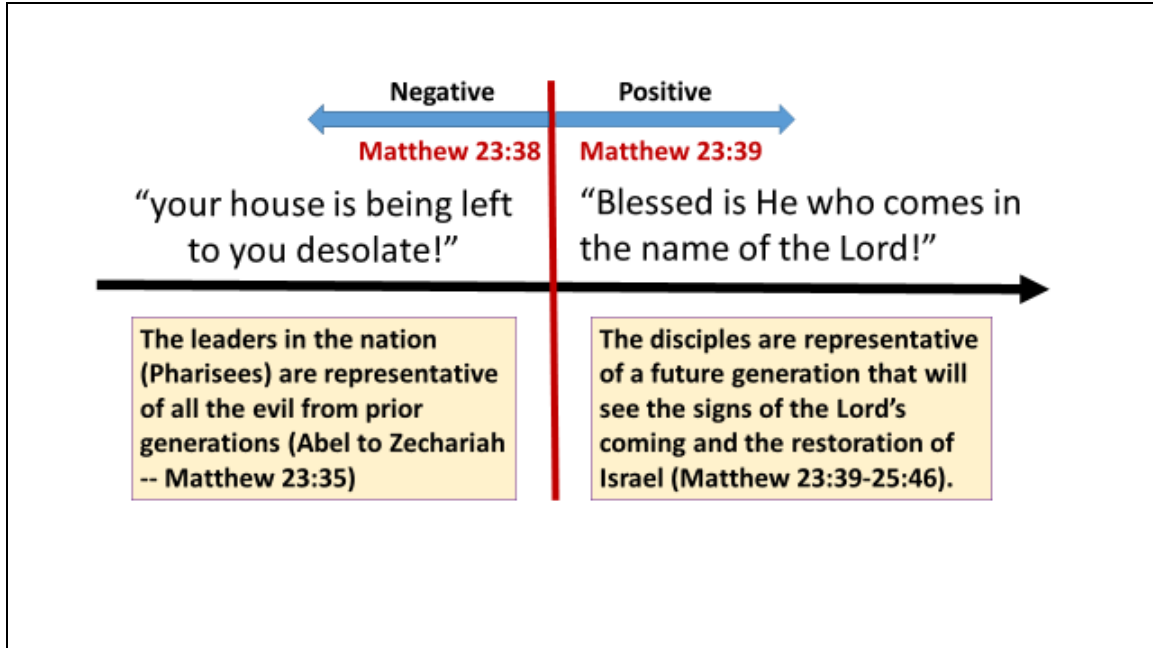 Negative
Positive
Matthew 23:38
Matthew 23:39
“your house is being left
to you desolate!”
“Blessed is He who comes in
the name of the Lord!”
The leaders in the nation
(Pharisees) are representative
of all the evil from prior
generations (Abel to Zechariah
-- Matthew 23:35)
The disciples are representative
of a future generation that will
see the signs of the Lord’s
coming and the restoration of
Israel (Matthew 23:39-25:46).